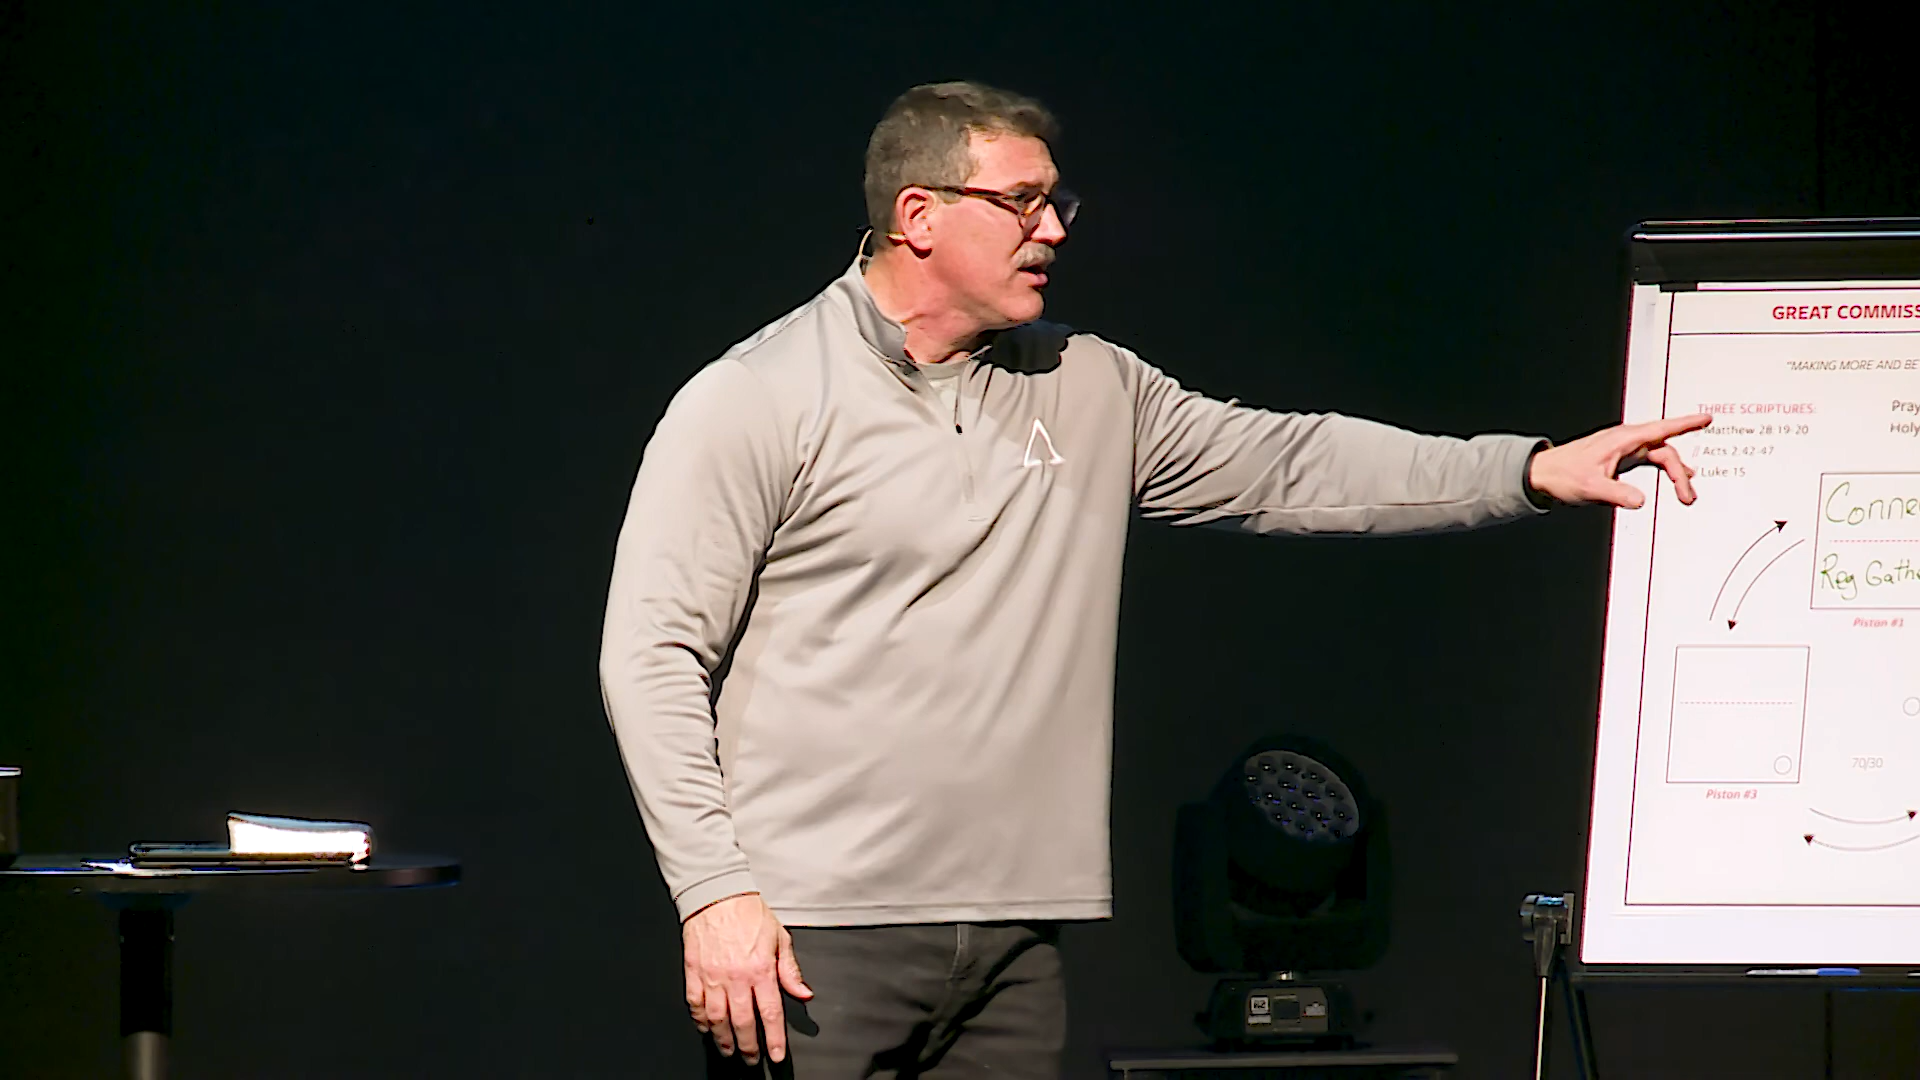 GREAT COMMISS
"MAKING MORE AND BE
THREE SCRIPTURES:
// Matthew 28:19-20
// Acts 2:42-47
// Luke 15
Pray
Holy
Conne
Reg Gathe
Piston #1
Piston #3
70/30